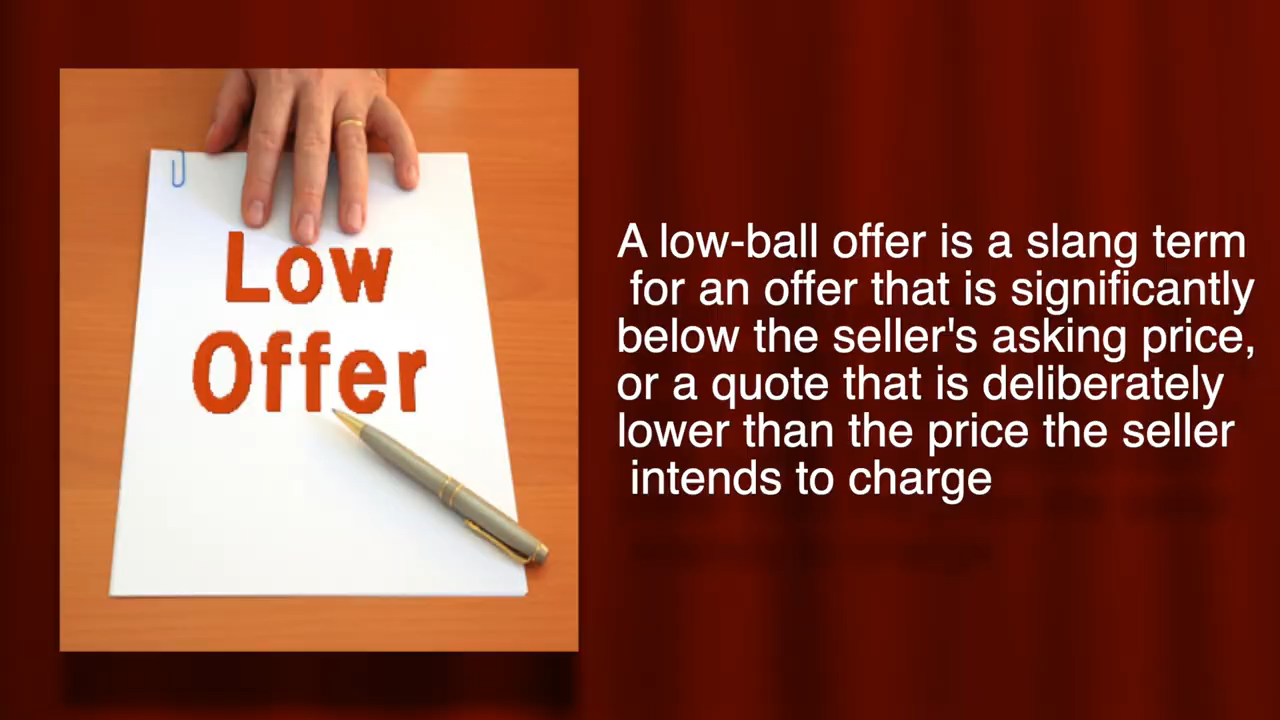 Low
Offer
A low-ball offer is a slang term
for an offer that is significantly
below the seller's asking price,
or a quote that is deliberately
lower than the price the seller
intends to charge